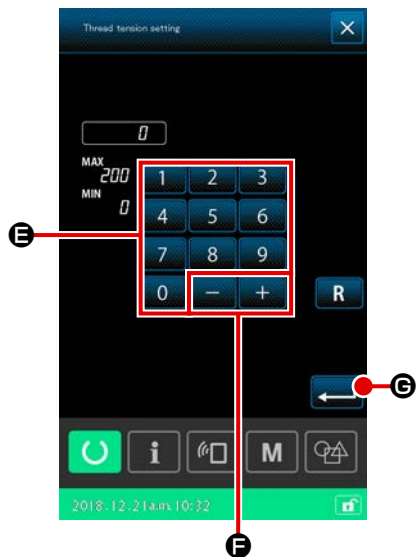 Thread tension setting
0
MAX
200
MIN
0
1 2 3
4 5 6
7 8 9
0 − +
R
E
G
i M
2018.12.21a.m.10:32
F